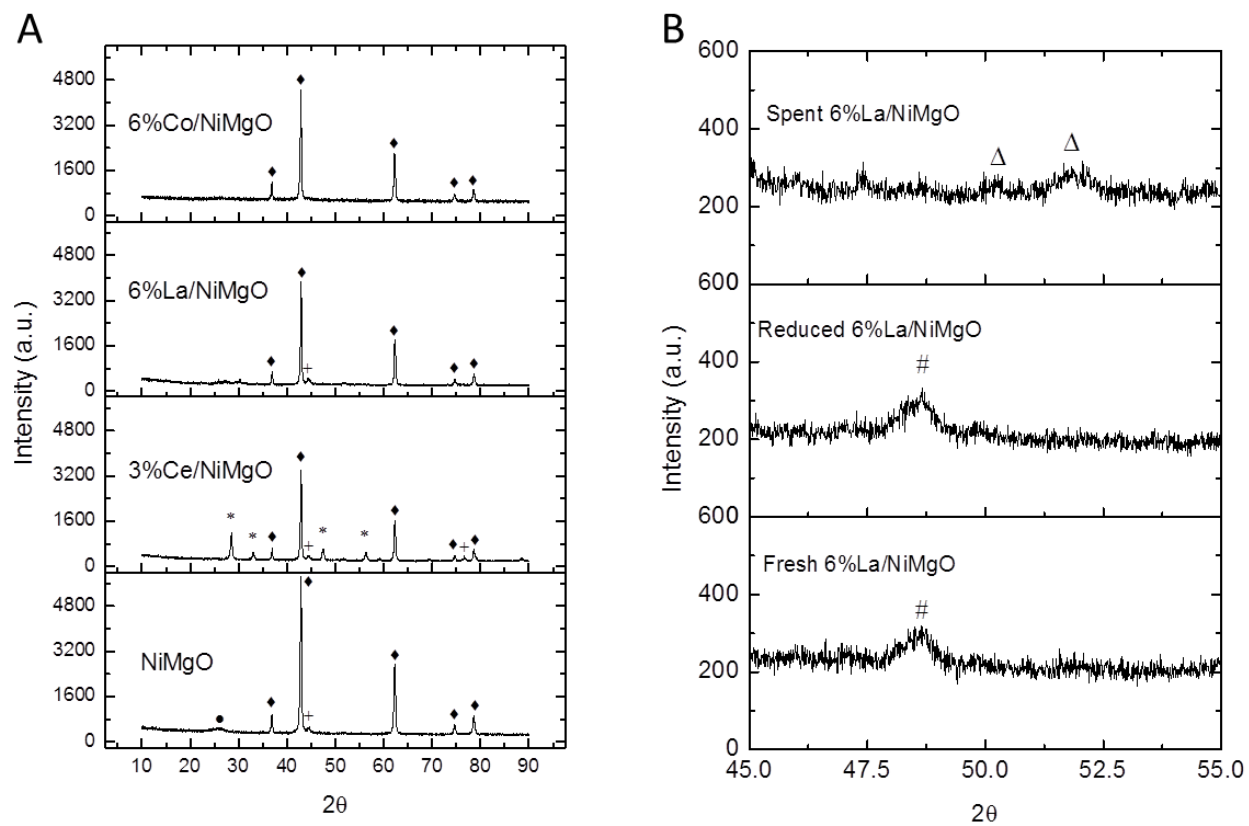 A
6%Co/NiMgO
4800
3200
1600
0
6%La/NiMgO
4800
3200
1600
0
3%Ce/NiMgO
4800
3200
1600
0
NiMgO
4800
3200
1600
0
Intensity (a.u.)
10 20 30 40 50 60 70 80 90
2θ
B
600
Spent 6%La/NiMgO
Δ Δ
400
200
600
Reduced 6%La/NiMgO
#
400
200
600
Fresh 6%La/NiMgO
#
400
200
0
Intensity (a.u.)
45.0 47.5 50.0 52.5 55.0
2θ